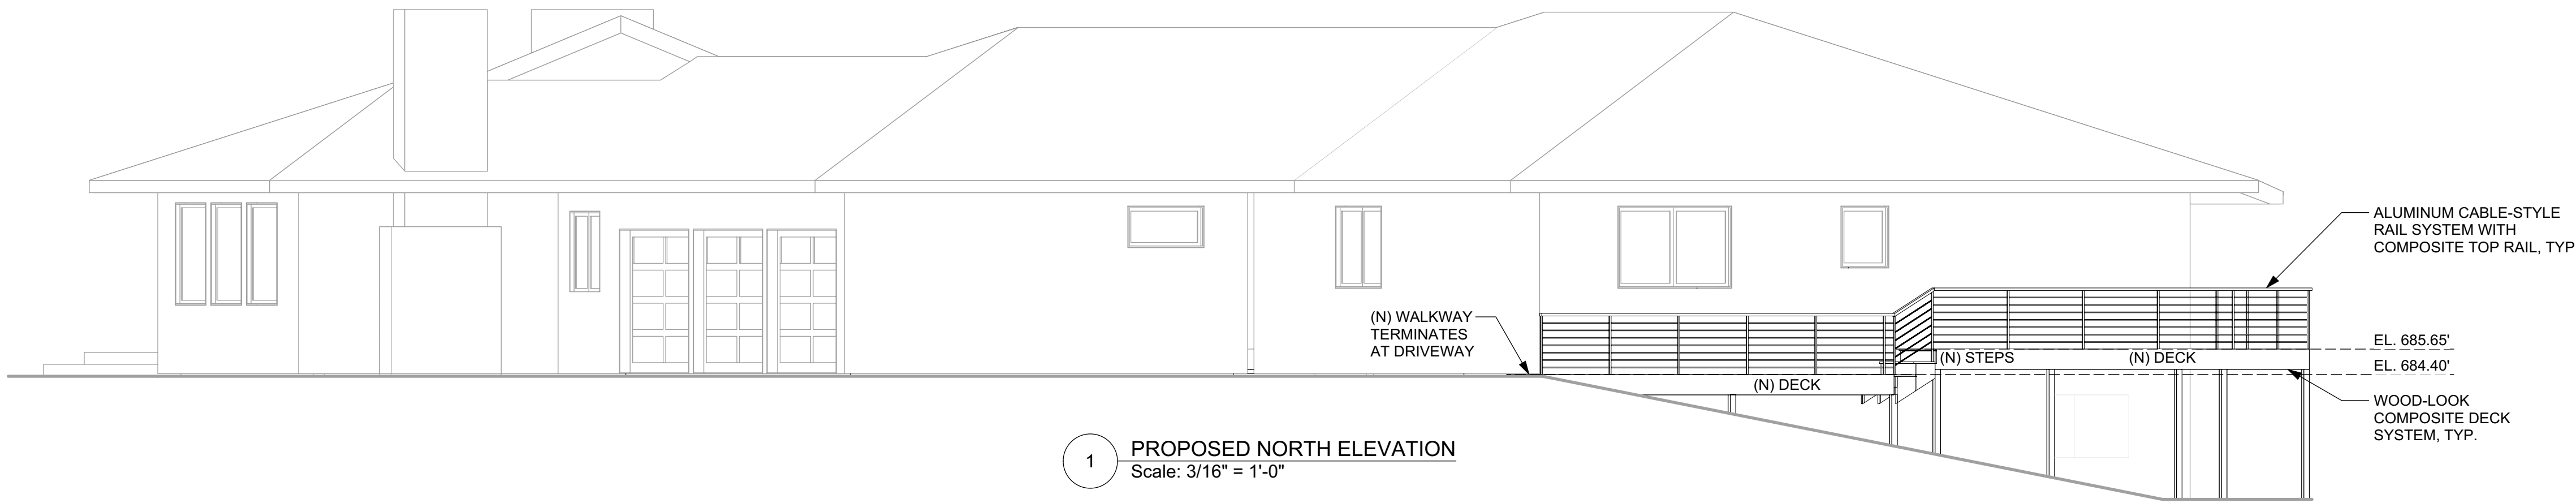 ALUMINUM CABLE-STYLE
RAIL SYSTEM WITH
COMPOSITE TOP RAIL, TYP
(N) WALKWAY
TERMINATES
AT DRIVEWAY
EL. 685.65'
(N) STEPS
(N) DECK
EL. 684.40'
(N) DECK
WOOD-LOOK
COMPOSITE DECK
SYSTEM, TYP.
1
PROPOSED NORTH ELEVATION
Scale: 3/16" = 1'-0"